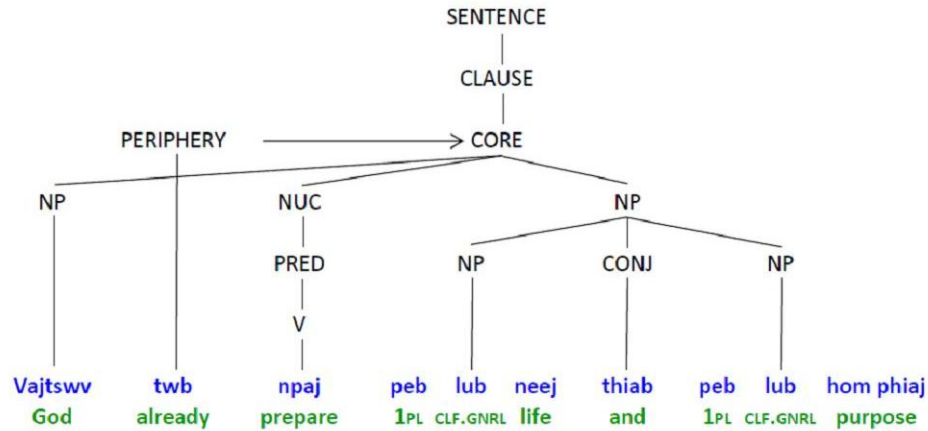 SENTENCE
CLAUSE
PERIPHERY CORE
NP NUC NP
PRED NP CONJ NP
V
Vajtswv twb npaj peb lub neej thiab peb lub hom phiaj
God already prepare 1PL CLF.GNRL life and 1PL CLF.GNRL purpose